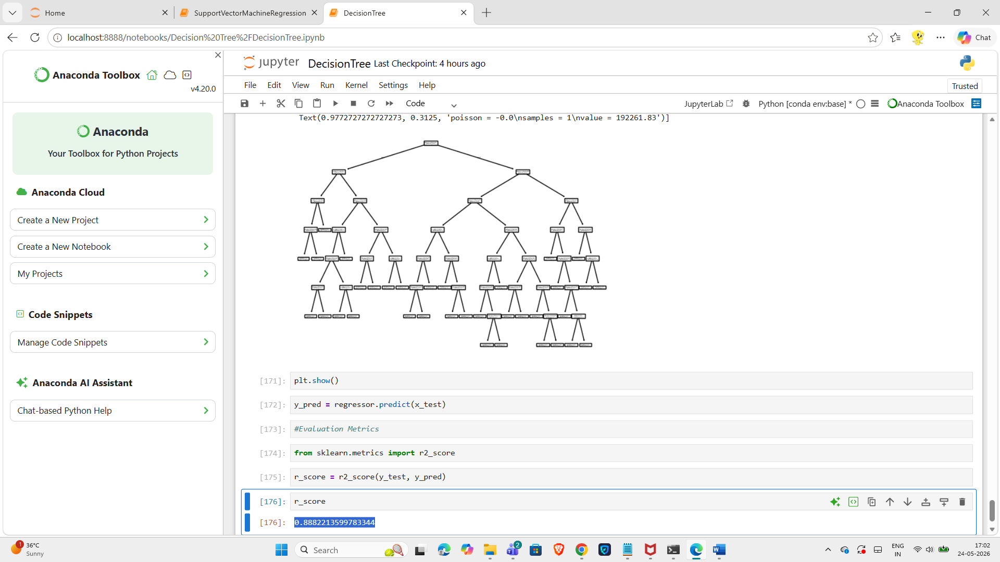 Home
SupportVectorMachineRegression
DecisionTree
localhost:8888/notebooks/Decision%20Tree%2FDecisionTree.ipynb
Chat
Anaconda Toolbox
v4.20.0
Anaconda
Your Toolbox for Python Projects
Anaconda Cloud
Create a New Project
Create a New Notebook
My Projects
Code Snippets
Manage Code Snippets
Anaconda AI Assistant
Chat-based Python Help
jupyter DecisionTree Last Checkpoint: 4 hours ago
File Edit View Run Kernel Settings Help
Trusted
Code
JupyterLab
Python [conda env:base] *
Anaconda Toolbox
Text(0.9772727272727273, 0.3125, 'poisson = -0.0\nsamples = 1\nvalue = 192261.83')]
[171]: plt.show()
[172]: y_pred = regressor.predict(x_test)
[173]: #Evaluation Metrics
[174]: from sklearn.metrics import r2_score
[175]: r_score = r2_score(y_test, y_pred)
[176]: r_score
[176]: 0.8882213599783344
1
36°C
Sunny
Search
2
ENG
IN
17:02
24-05-2026